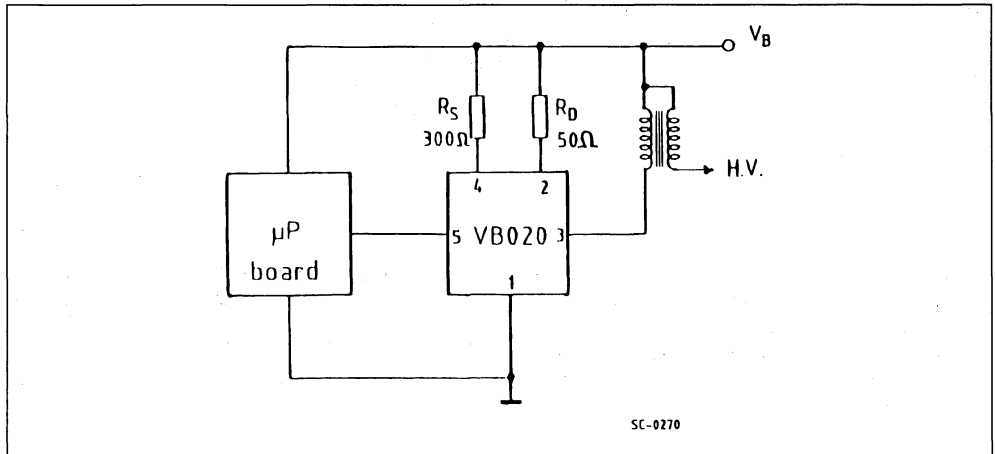 V_B
R_S
300Ω
R_D
50Ω
H.V.
4 2
μP
board
5 VB020 3
1
SC-0270